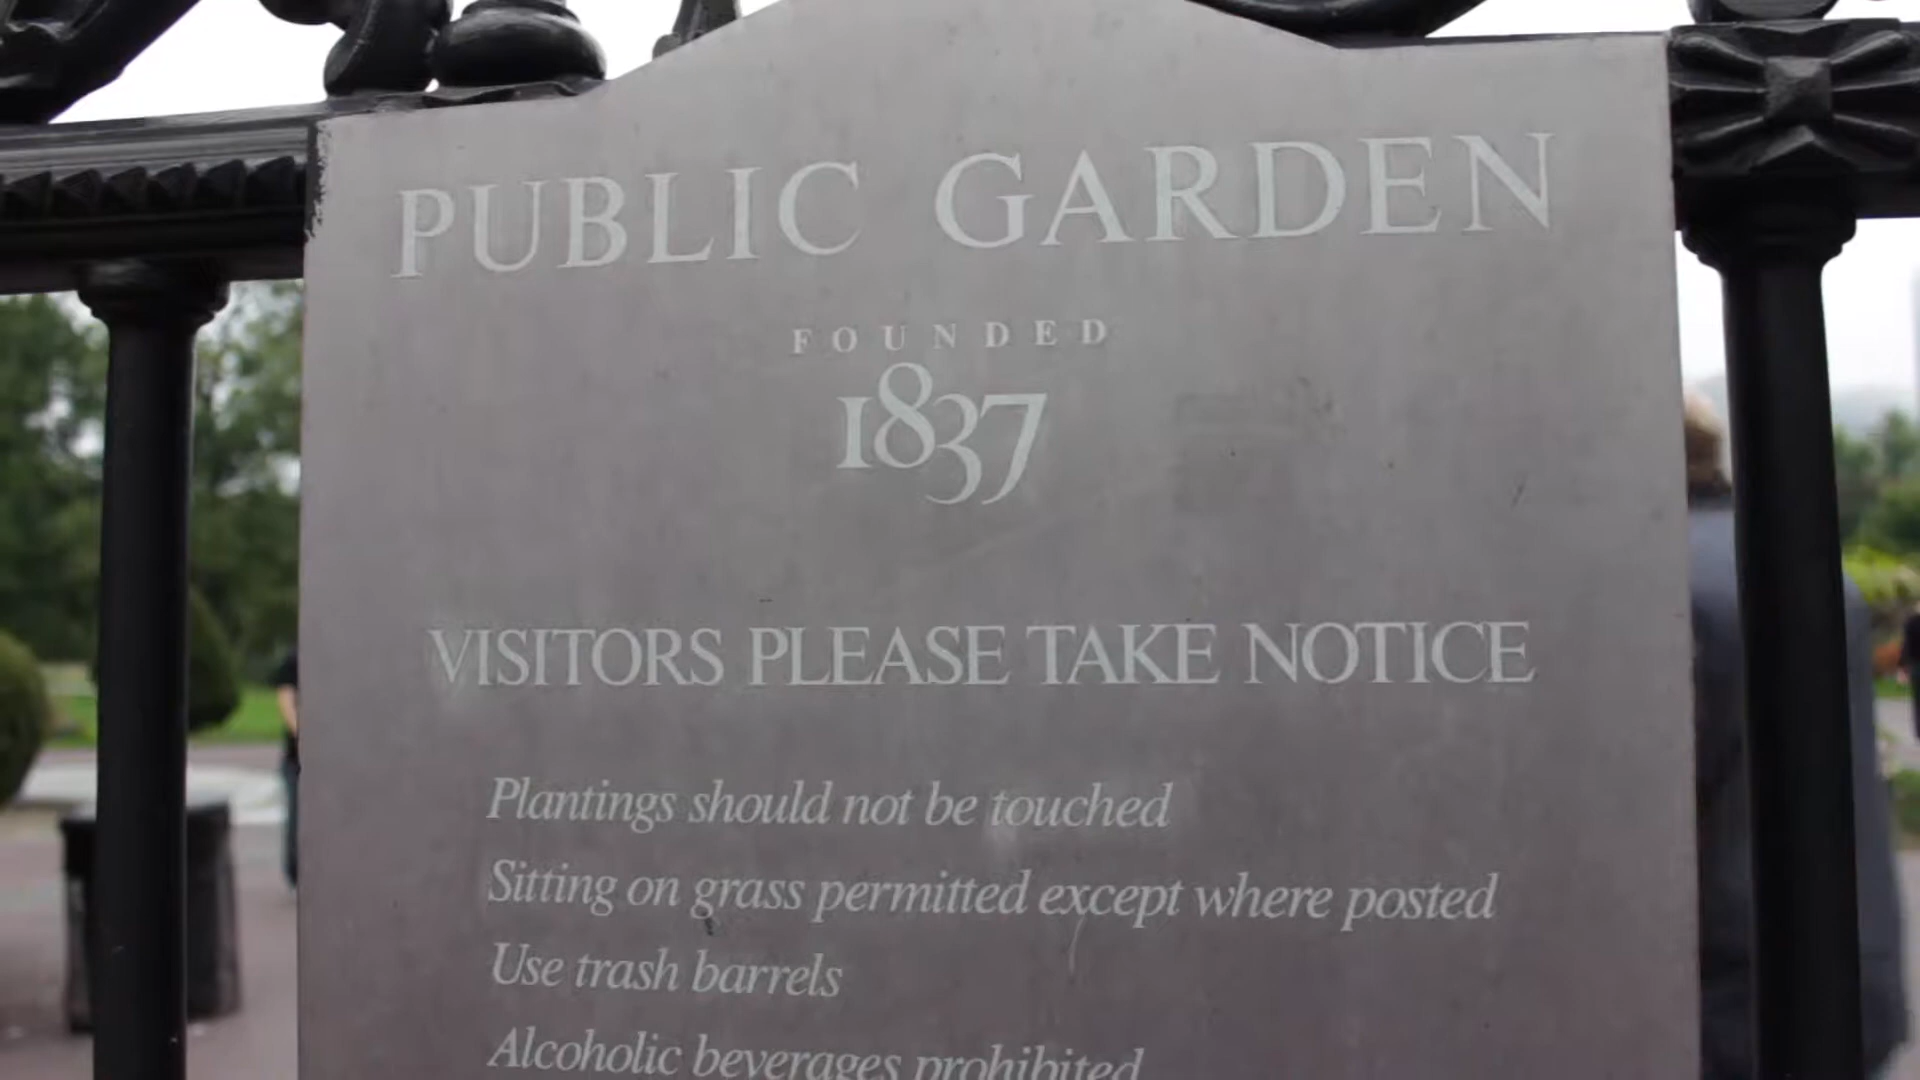 PUBLIC GARDEN
FOUNDED
1837
VISITORS PLEASE TAKE NOTICE
Plantings should not be touched
Sitting on grass permitted except where posted
Use trash barrels
Alcoholic beverages prohibited